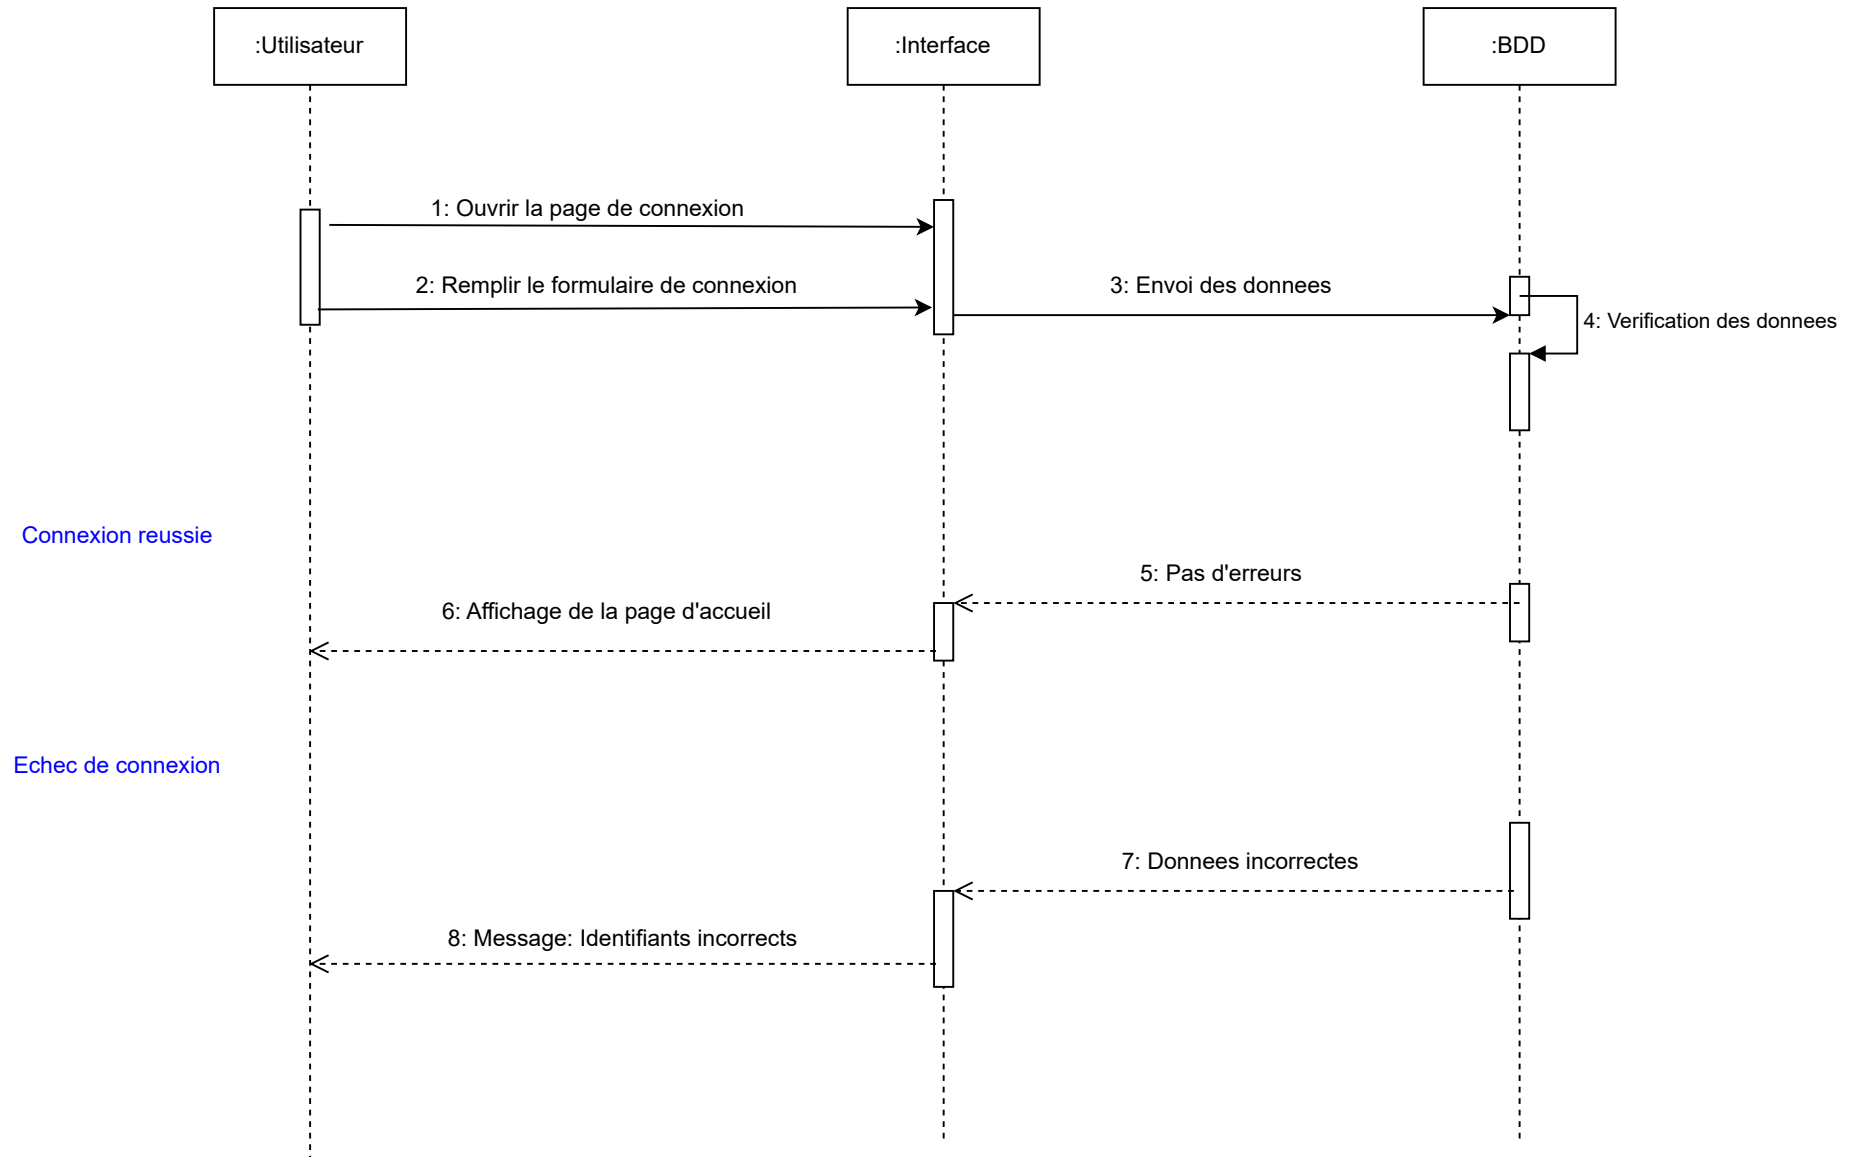 :Utilisateur
:Interface
:BDD
1: Ouvrir la page de connexion
2: Remplir le formulaire de connexion
3: Envoi des donnees
4: Verification des donnees
Connexion reussie
5: Pas d'erreurs
6: Affichage de la page d'accueil
Echec de connexion
7: Donnees incorrectes
8: Message: Identifiants incorrects